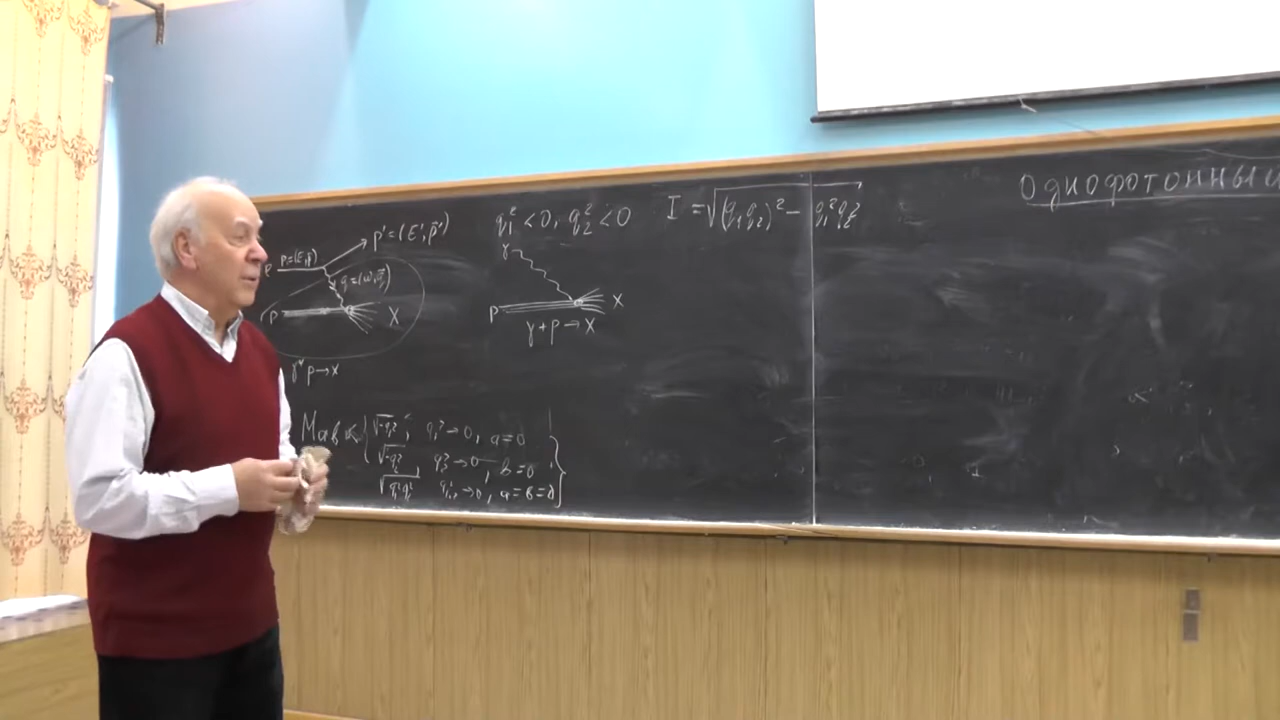 Однофотонны
I = √((q₁q₂)² − q₁²q₂²)
q₁² < 0, q₂² < 0
p' = (E', p⃗')
e p = (E, p⃗)
q = (ω, q⃗)
p X
γ* p → X
γ
p X
γ + p → X
M_ab ∝ { √−q₁², q₁² → 0, a = 0
√−q₂², q₂² → 0, b = 0
√q₁²q₂², q₁,₂² → 0, a = b = 0 }